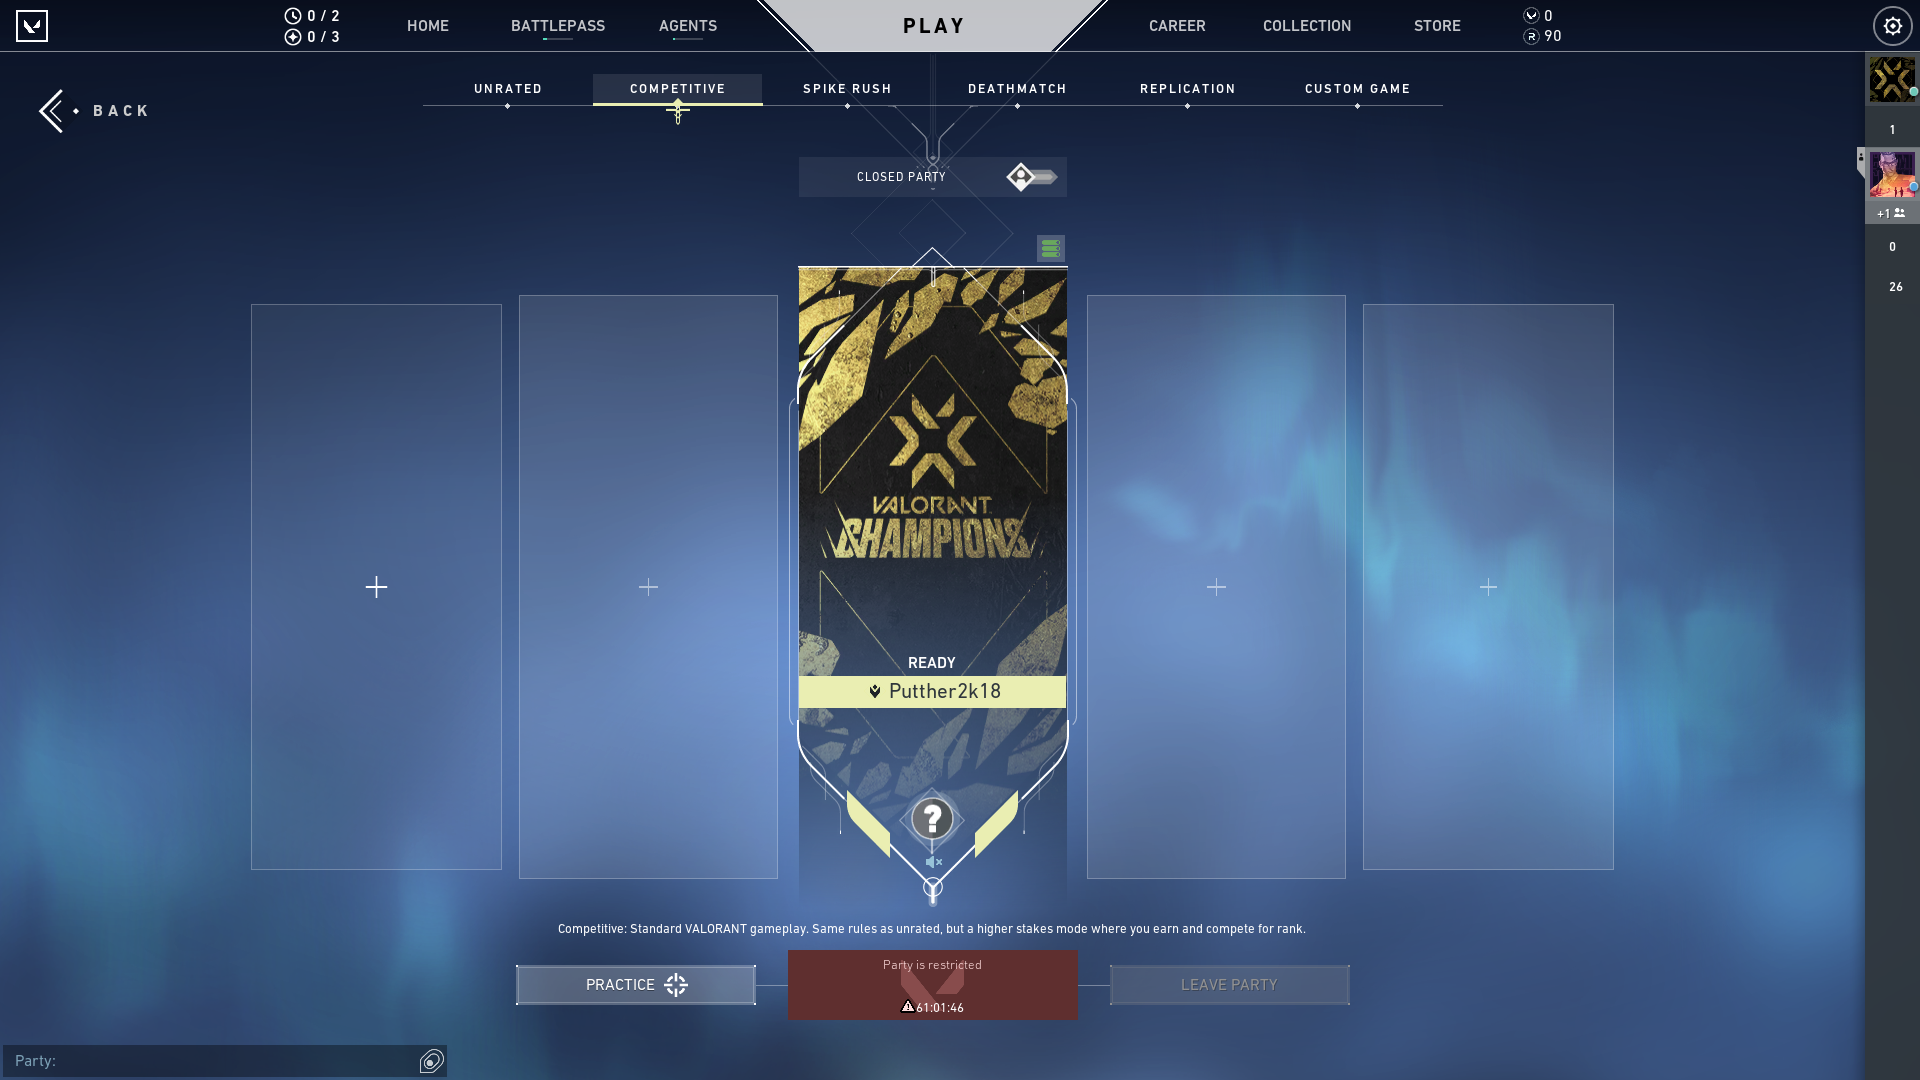 0 / 2
0 / 3
HOME
BATTLEPASS
AGENTS
PLAY
CAREER
COLLECTION
STORE
0
90
BACK
UNRATED
COMPETITIVE
SPIKE RUSH
DEATHMATCH
REPLICATION
CUSTOM GAME
CLOSED PARTY
1
+1
0
26
VALORANT
CHAMPIONS
READY
Putther2k18
?
Competitive: Standard VALORANT gameplay. Same rules as unrated, but a higher stakes mode where you earn and compete for rank.
PRACTICE
Party is restricted
61:01:46
LEAVE PARTY
Party: